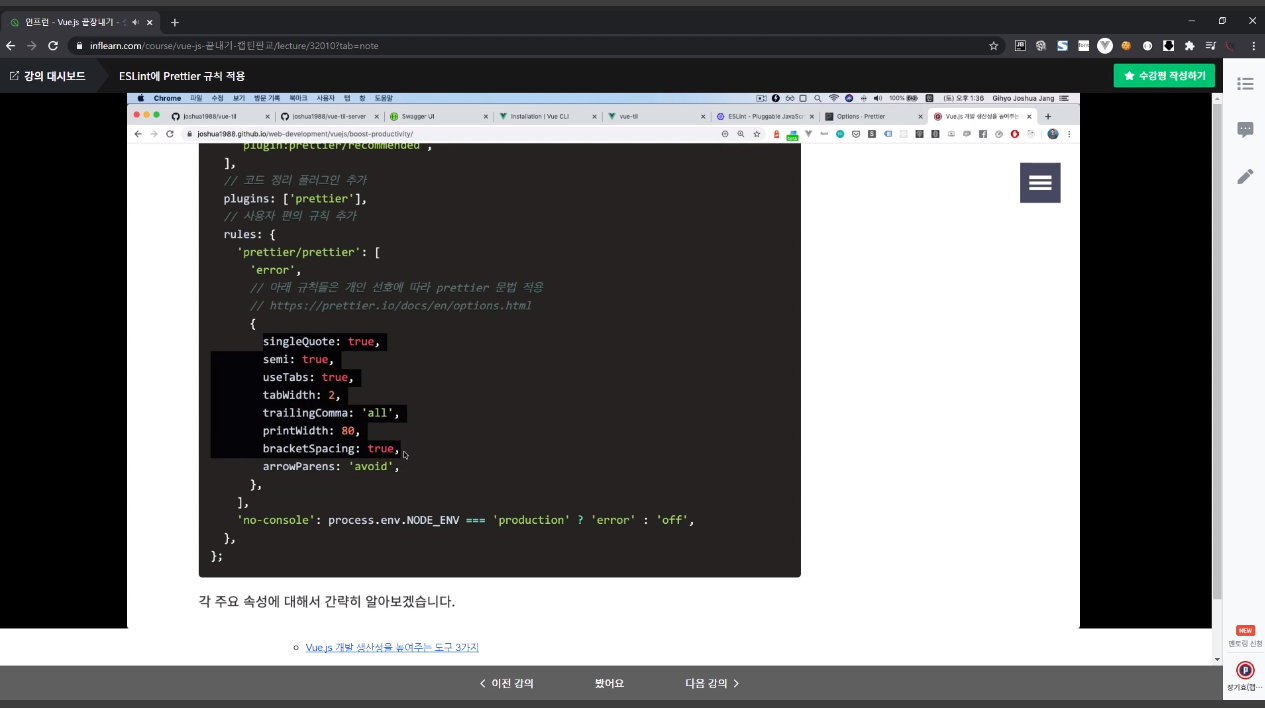 인프런 - Vue.js 끝장내기 -
inflearn.com/course/vue-js-끝내기-캡틴판교/lecture/32010?tab=note
강의 대시보드
ESLint에 Prettier 규칙 적용
수강평 작성하기
Chrome 파일 수정 보기 방문 기록 북마크 사용자 탭 창 도움말
100% (토) 오후 1:36 Gihyo Joshua Jang
joshua1988/vue-til
joshua1988/vue-til-server
Swagger UI
Installation | Vue CLI
vue-til
ESLint - Pluggable JavaScri
Options · Prettier
Vue.js 개발 생산성을 높여주는
joshua1988.github.io/web-development/vuejs/boost-productivity/
'plugin:prettier/recommended',
],
// 코드 정리 플러그인 추가
plugins: ['prettier'],
// 사용자 편의 규칙 추가
rules: {
'prettier/prettier': [
'error',
// 아래 규칙들은 개인 선호에 따라 prettier 문법 적용
// https://prettier.io/docs/en/options.html
{
singleQuote: true,
semi: true,
useTabs: true,
tabWidth: 2,
trailingComma: 'all',
printWidth: 80,
bracketSpacing: true,
arrowParens: 'avoid',
},
],
'no-console': process.env.NODE_ENV === 'production' ? 'error' : 'off',
},
};
각 주요 속성에 대해서 간략히 알아보겠습니다.
Vue.js 개발 생산성을 높여주는 도구 3가지
NEW
멘토링 신청
장기효(캡…
이전 강의
봤어요
다음 강의